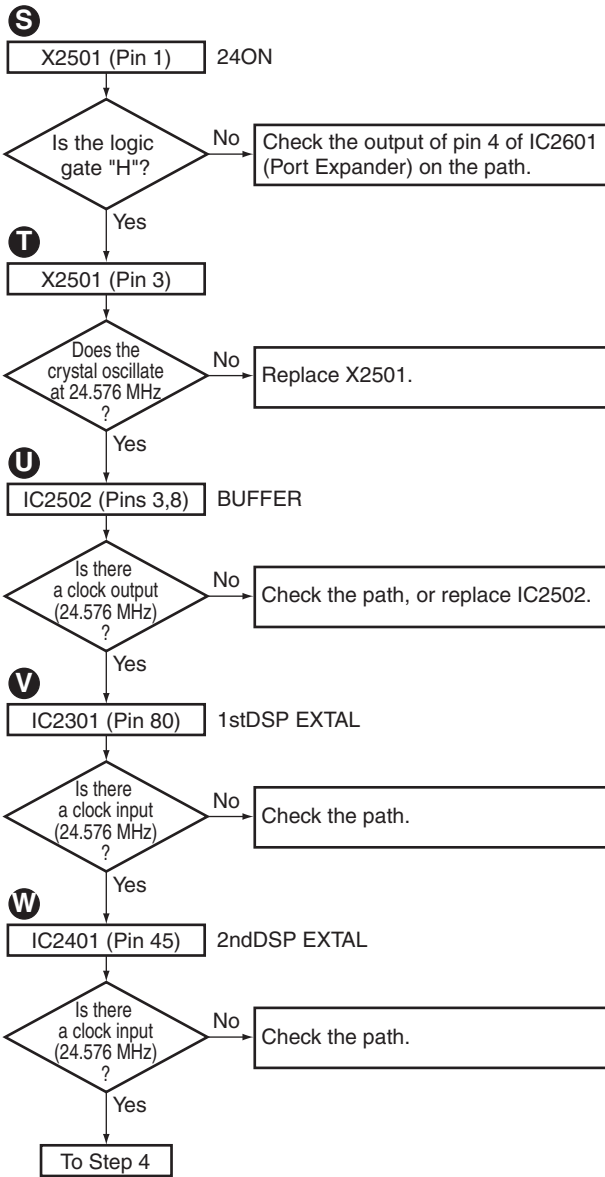 S
X2501 (Pin 1) 24ON
Is the logic
gate "H"?
No
Check the output of pin 4 of IC2601
(Port Expander) on the path.
Yes
T
X2501 (Pin 3)
Does the
crystal oscillate
at 24.576 MHz
?
No
Replace X2501.
Yes
U
IC2502 (Pins 3,8) BUFFER
Is there
a clock output
(24.576 MHz)
?
No
Check the path, or replace IC2502.
Yes
V
IC2301 (Pin 80) 1stDSP EXTAL
Is there
a clock input
(24.576 MHz)
?
No
Check the path.
Yes
W
IC2401 (Pin 45) 2ndDSP EXTAL
Is there
a clock input
(24.576 MHz)
?
No
Check the path.
Yes
To Step 4